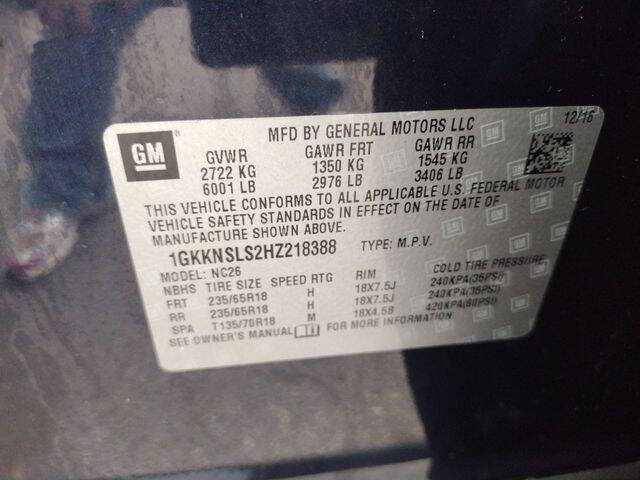 GM
®
12/16
MFD BY GENERAL MOTORS LLC
GVWR GAWR FRT GAWR RR
2722 KG 1350 KG 1545 KG
6001 LB 2976 LB 3406 LB
THIS VEHICLE CONFORMS TO ALL APPLICABLE U.S. FEDERAL MOTOR
VEHICLE SAFETY STANDARDS IN EFFECT ON THE DATE OF
MANUFACTURE SHOWN ABOVE.
1GKKNSLS2HZ218388 TYPE: M.P.V.
MODEL: NC26
NBHS TIRE SIZE SPEED RTG RIM COLD TIRE PRESSURE
FRT 235/65R18 H 18X7.5J 240KPA(35PSI)
RR 235/65R18 H 18X7.5J 240KPA(35PSI)
SPA T135/70R18 M 18X4.5B 420KPA(60PSI)
SEE OWNER'S MANUAL FOR MORE INFORMATION